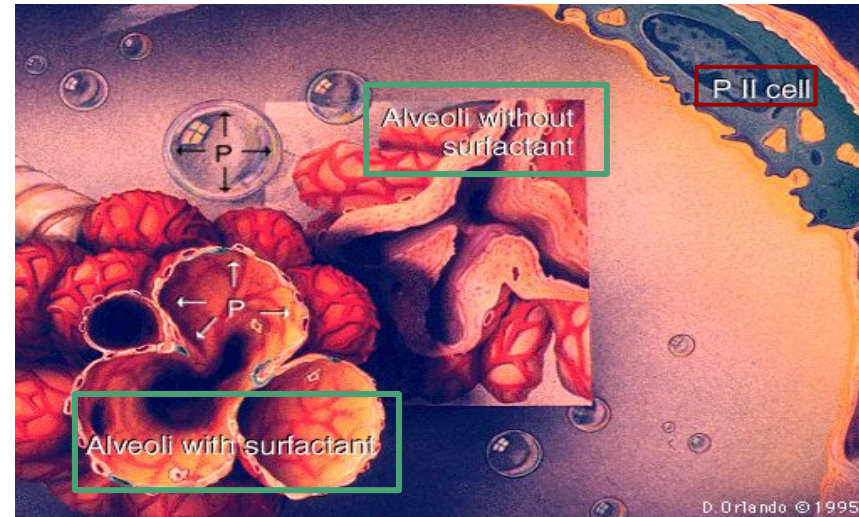 P II cell
Alveoli without
surfactant
P
P
Alveoli with surfactant
D.Orlando ©1995